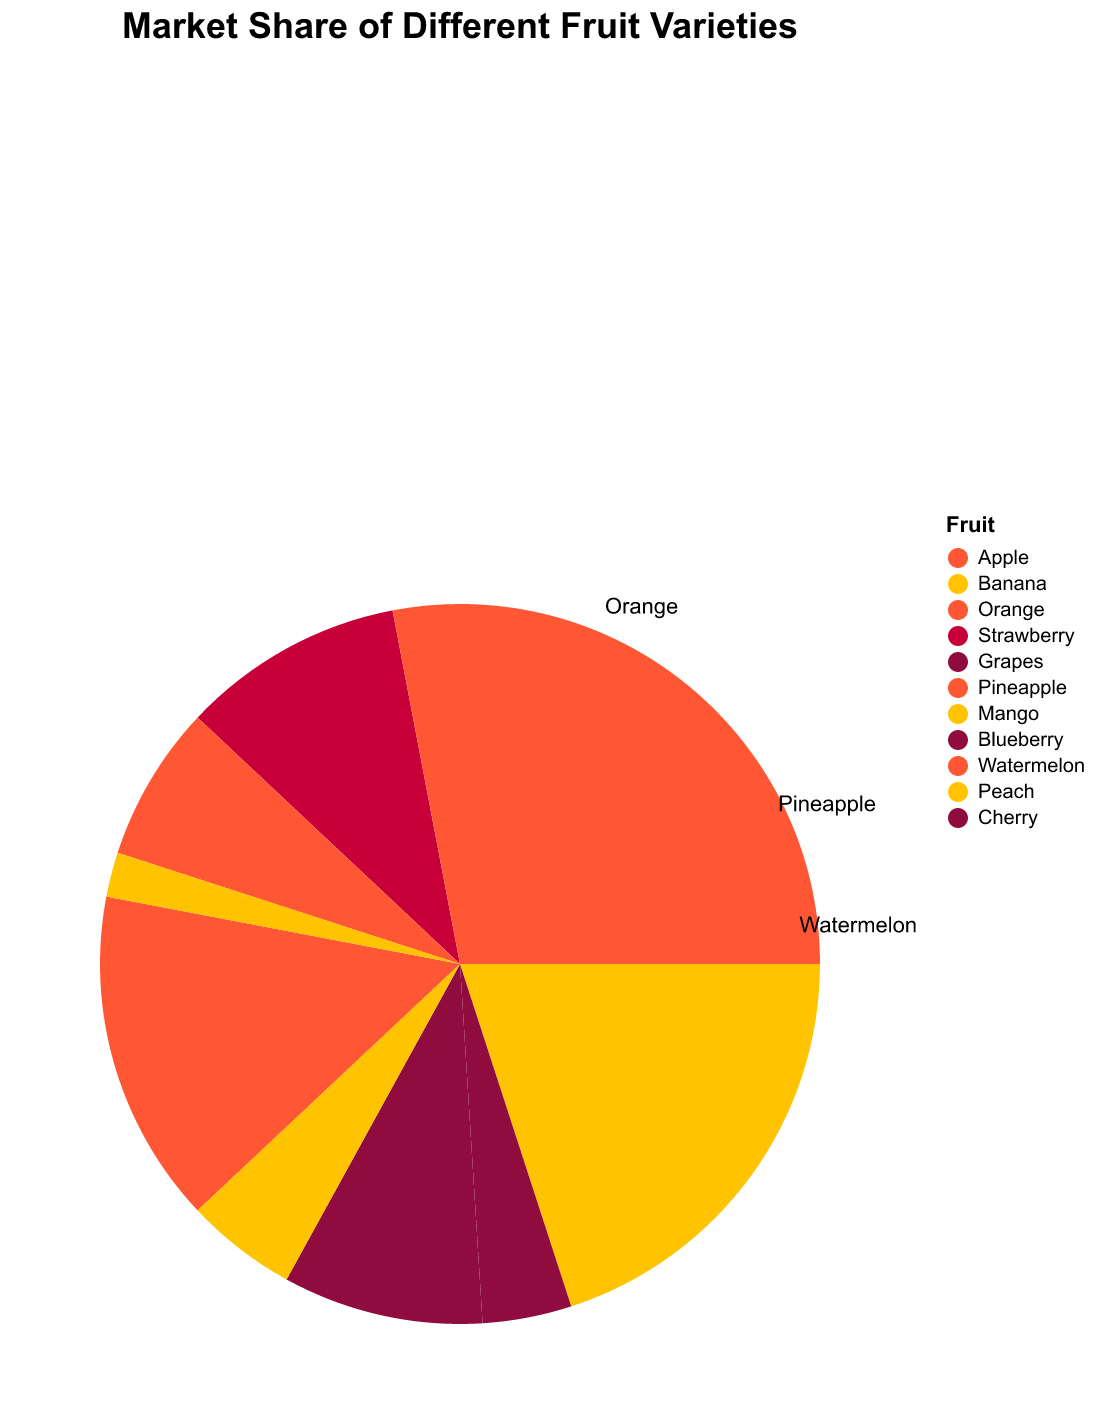 Market Share of Different Fruit Varieties
Orange
Pineapple
Watermelon
Fruit
Apple
Banana
Orange
Strawberry
Grapes
Pineapple
Mango
Blueberry
Watermelon
Peach
Cherry